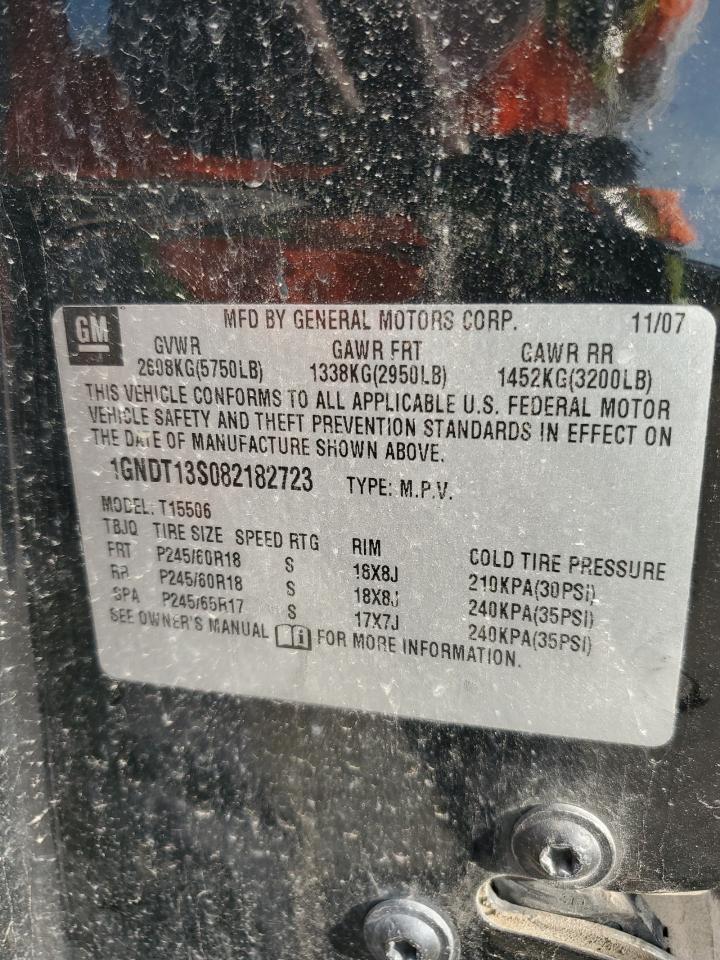 GM
MFD BY GENERAL MOTORS CORP. 11/07
GVWR GAWR FRT GAWR RR
2608KG(5750LB) 1338KG(2950LB) 1452KG(3200LB)
THIS VEHICLE CONFORMS TO ALL APPLICABLE U.S. FEDERAL MOTOR
VEHICLE SAFETY AND THEFT PREVENTION STANDARDS IN EFFECT ON
THE DATE OF MANUFACTURE SHOWN ABOVE.
1GNDT13S082182723 TYPE: M.P.V.
MODEL: T15506
TBJQ TIRE SIZE SPEED RTG RIM COLD TIRE PRESSURE
FRT P245/60R18 S 18X8J 210KPA(30PSI)
RR P245/60R18 S 18X8J 240KPA(35PSI)
SPA P245/65R17 S 17X7J 240KPA(35PSI)
SEE OWNER'S MANUAL FOR MORE INFORMATION.